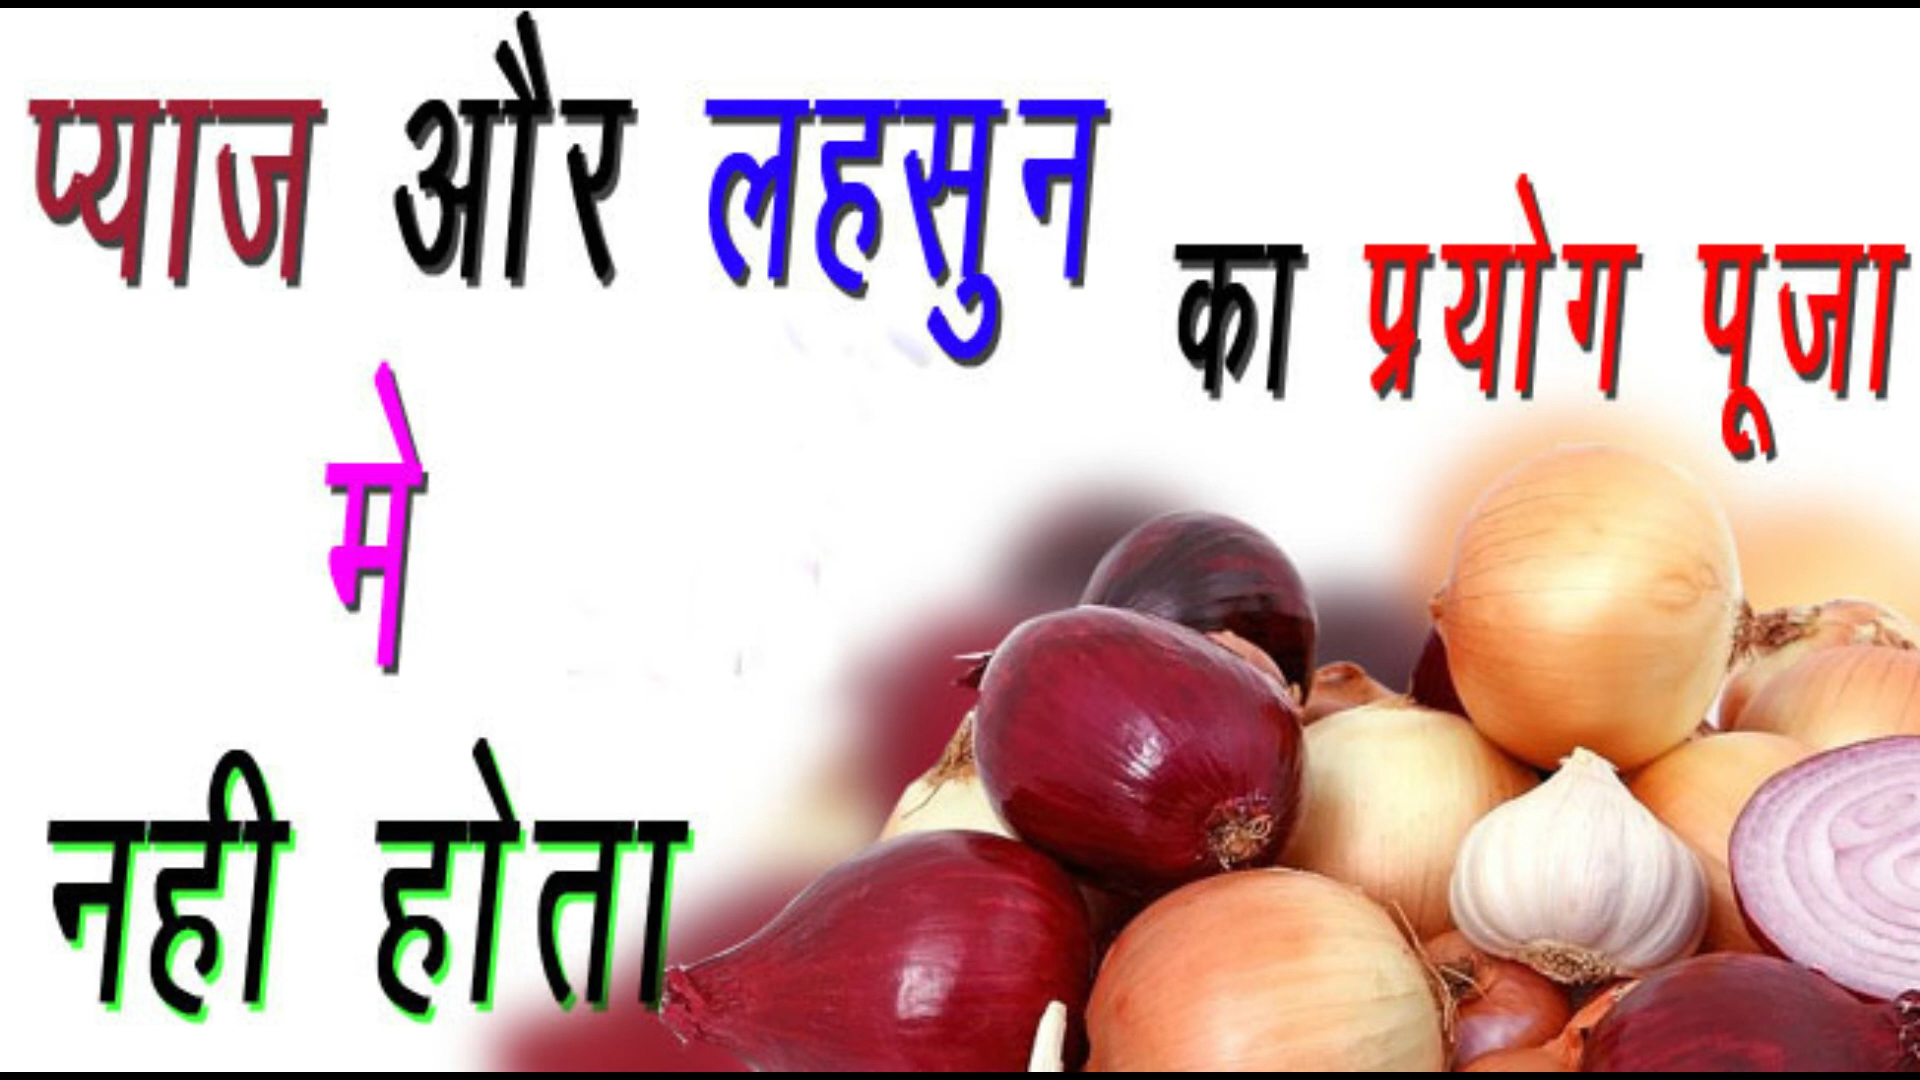 प्याज और लहसुन
का प्रयोग पूजा
मे
नही होता